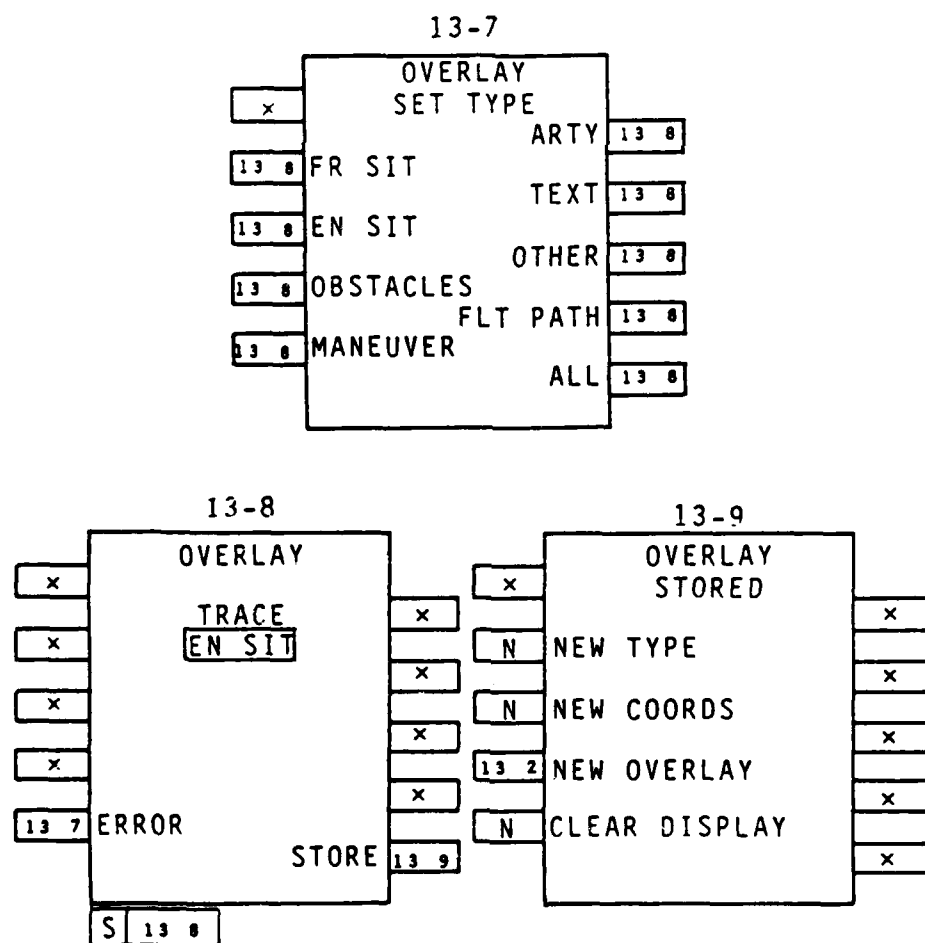 13-7
OVERLAY
SET TYPE
×
ARTY 13 8
13 8 FR SIT
TEXT 13 8
13 8 EN SIT
OTHER 13 8
13 8 OBSTACLES
FLT PATH 13 8
13 8 MANEUVER
ALL 13 8
13-8
OVERLAY
×
TRACE
×
×
EN SIT
×
×
×
×
×
13 7 ERROR
STORE 13 9
S 13 8
13-9
OVERLAY
×
STORED
×
N NEW TYPE
×
N NEW COORDS
×
13 2 NEW OVERLAY
×
N CLEAR DISPLAY
×